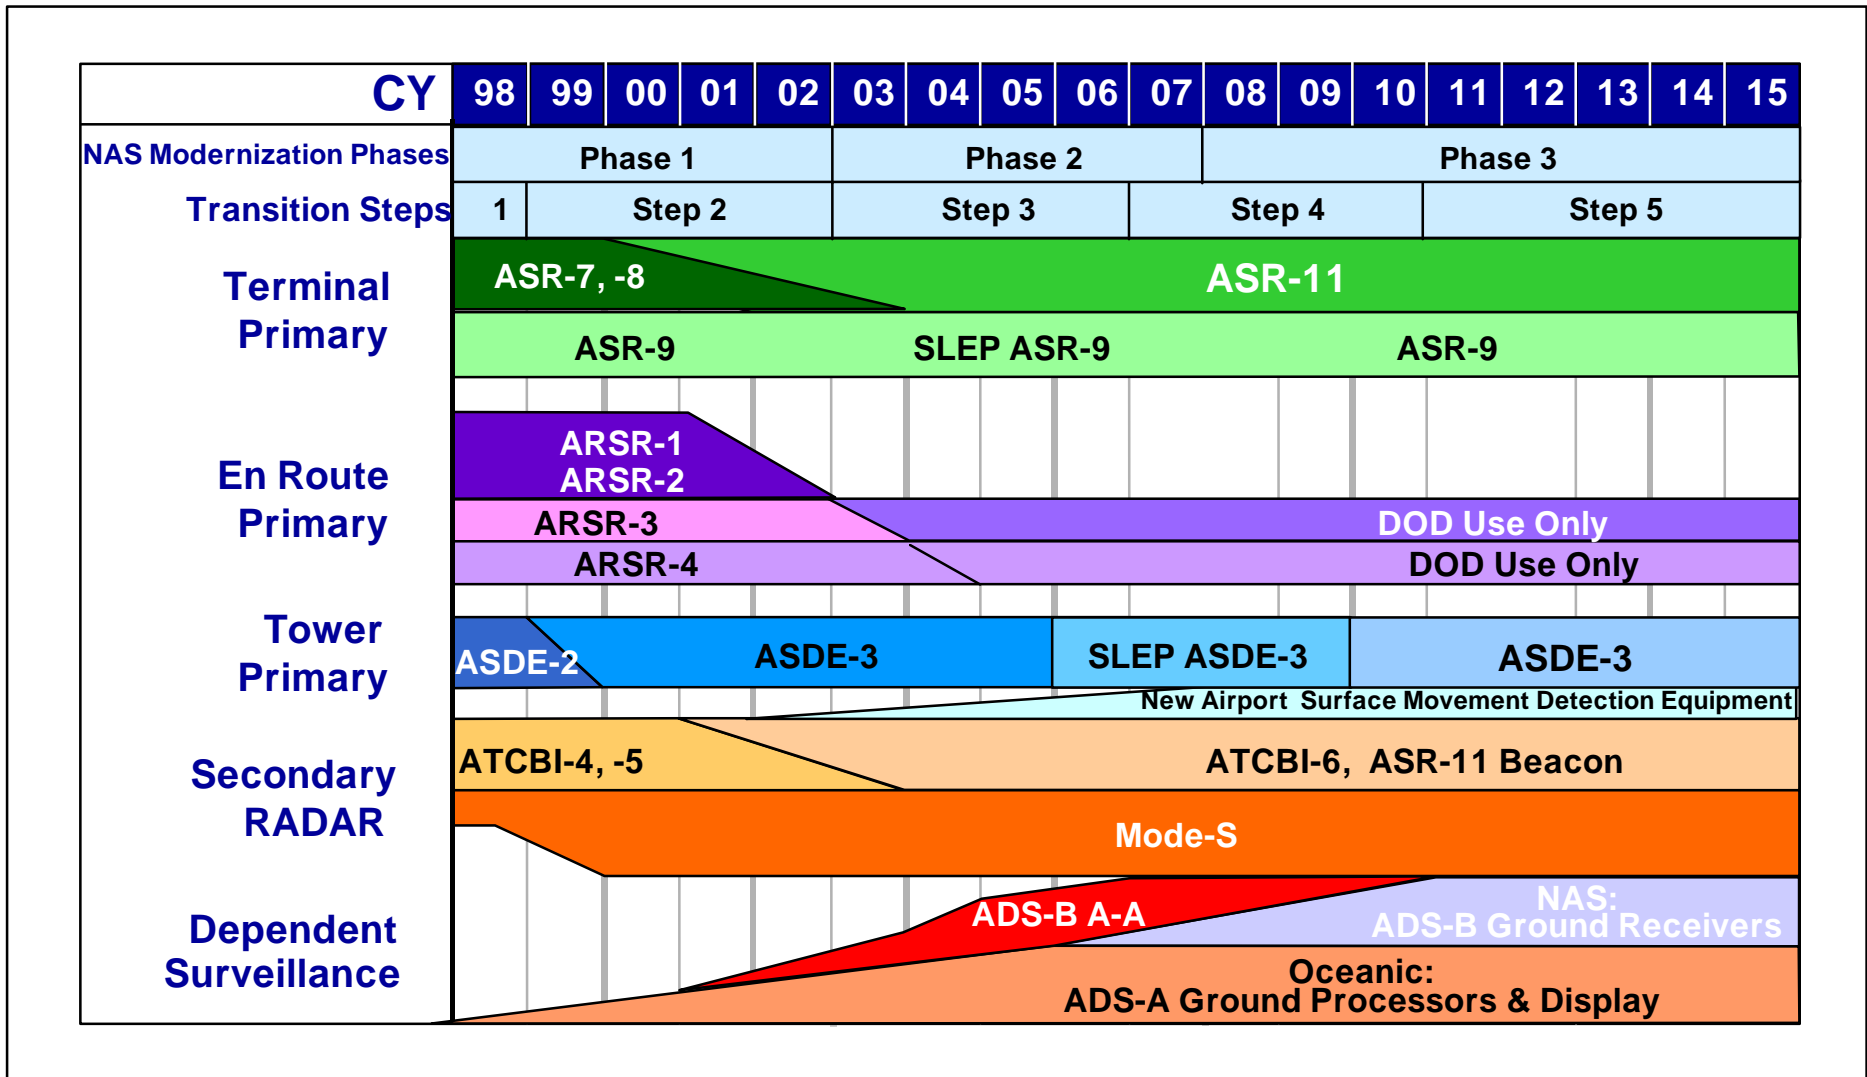 CY 98 99 00 01 02 03 04 05 06 07 08 09 10 11 12 13 14 15
NAS Modernization Phases Phase 1 Phase 2 Phase 3
Transition Steps 1 Step 2 Step 3 Step 4 Step 5
Terminal
Primary
ASR-7, -8 ASR-11
ASR-9 SLEP ASR-9 ASR-9
En Route
Primary
ARSR-1
ARSR-2
ARSR-3 DOD Use Only
ARSR-4 DOD Use Only
Tower
Primary
ASDE-2 ASDE-3 SLEP ASDE-3 ASDE-3
New Airport Surface Movement Detection Equipment
Secondary
RADAR
ATCBI-4, -5 ATCBI-6, ASR-11 Beacon
Mode-S
Dependent
Surveillance
ADS-B A-A
NAS:
ADS-B Ground Receivers
Oceanic:
ADS-A Ground Processors & Display